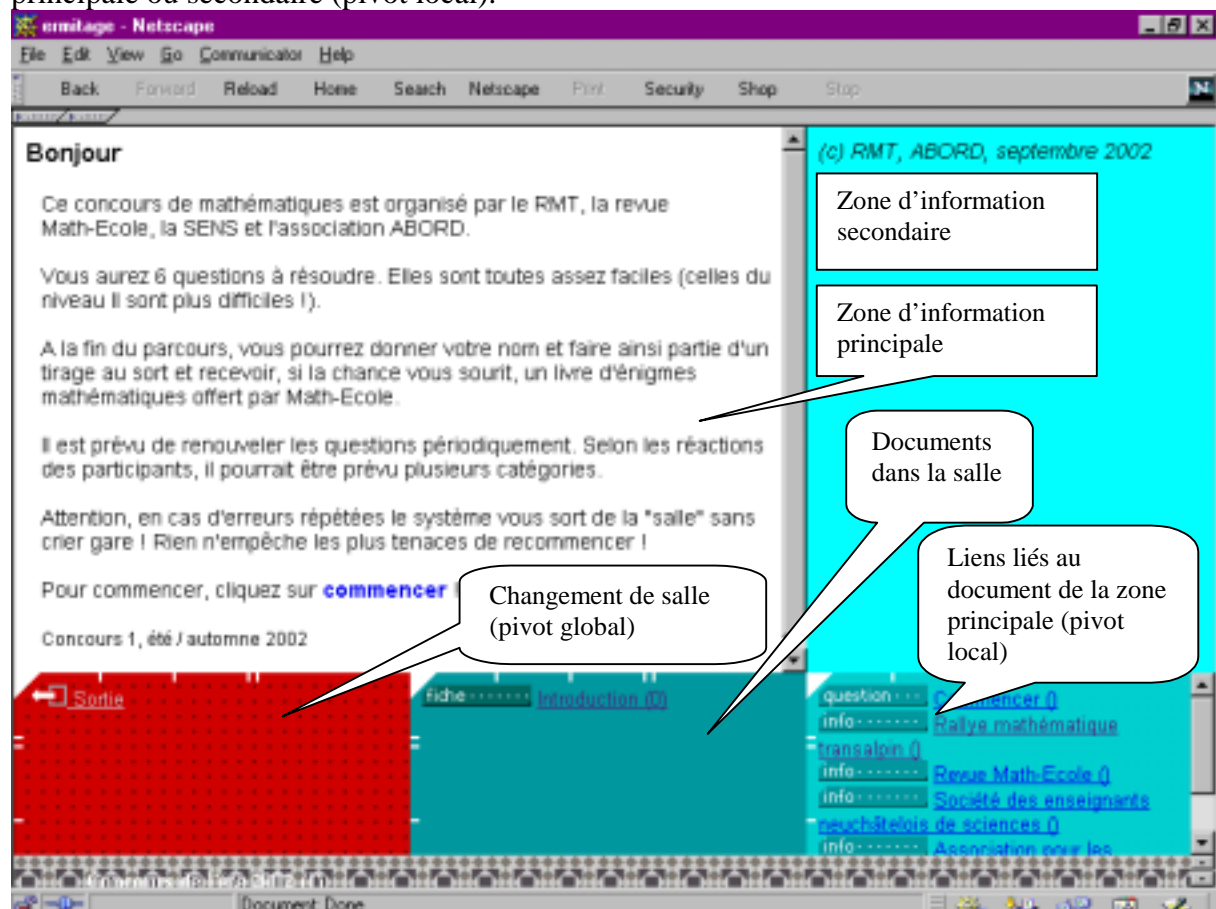 principale ou secondaire (pivot local).
ermitage - Netscape
File Edit View Go Communicator Help
Back Forward Reload Home Search Netscape Print Security Shop Stop
Bonjour
Ce concours de mathématiques est organisé par le RMT, la revue
Math-Ecole, la SENS et l'association ABORD.
Vous aurez 6 questions à résoudre. Elles sont toutes assez faciles (celles du
niveau II sont plus difficiles !).
A la fin du parcours, vous pourrez donner votre nom et faire ainsi partie d'un
tirage au sort et recevoir, si la chance vous sourit, un livre d'énigmes
mathématiques offert par Math-Ecole.
Il est prévu de renouveler les questions périodiquement. Selon les réactions
des participants, il pourrait être prévu plusieurs catégories.
Attention, en cas d'erreurs répétées le système vous sort de la "salle" sans
crier gare ! Rien n'empêche les plus tenaces de recommencer !
Pour commencer, cliquez sur commencer !
Concours 1, été / automne 2002
(c) RMT, ABORD, septembre 2002
Zone d'information
secondaire
Zone d'information
principale
Documents
dans la salle
Liens liés au
document de la zone
principale (pivot
local)
Changement de salle
(pivot global)
Sortie
fiche Introduction (0)
question Commencer ()
info Rallye mathématique
transalpin ()
info Revue Math-Ecole ()
info Société des enseignants
neuchâtelois de sciences ()
info Association pour les
Document: Done